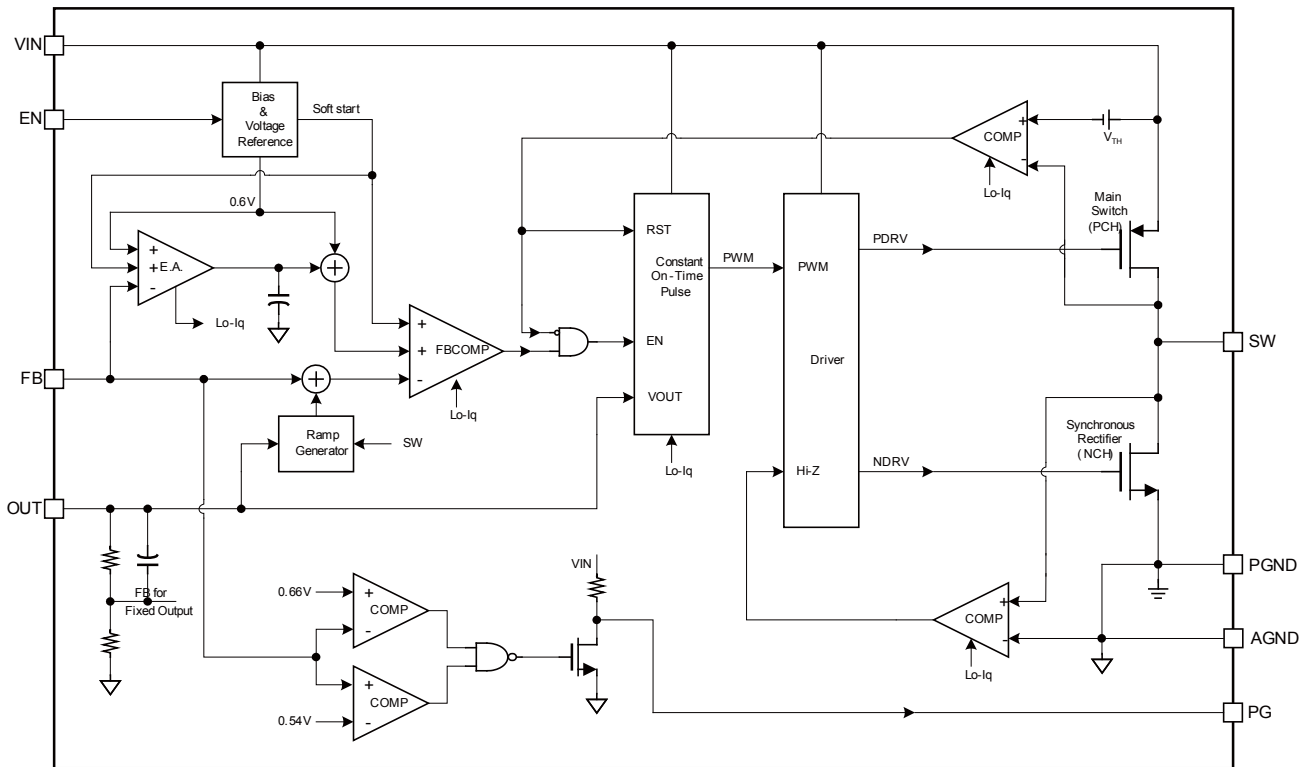 VIN
EN
Bias
&
Voltage
Reference
Soft start
0.6V
+
+
-
E.A.
Lo-Iq
+
FB
+
Ramp
Generator
SW
+
+
-
FBCOMP
Lo-Iq
RST
Constant
On-Time
Pulse
EN
VOUT
Lo-Iq
PWM
PWM
Driver
Hi-Z
PDRV
NDRV
COMP
+
-
Lo-Iq
VTH
Main
Switch
(PCH)
SW
Synchronous
Rectifier
(NCH)
OUT
FB for
Fixed Output
0.66V
+
-
COMP
+
-
COMP
0.54V
VIN
COMP
+
-
Lo-Iq
PGND
AGND
PG